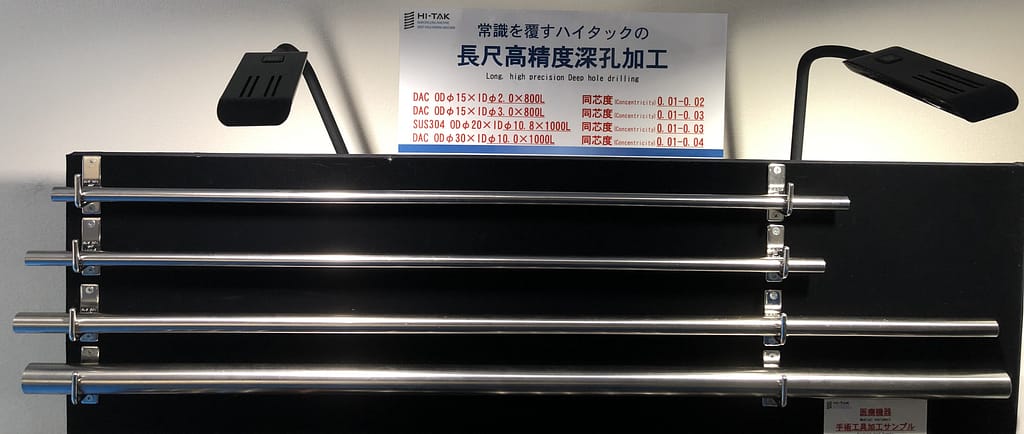 HI-TAK
常識を覆すハイタックの
長尺高精度深孔加工
Long, high precision Deep hole drilling
DAC ODφ15×IDφ2.0×800L 同芯度(Concentricity)0.01-0.02
DAC ODφ15×IDφ3.0×800L 同芯度(Concentricity)0.01-0.03
SUS304 ODφ20×IDφ10.8×1000L 同芯度(Concentricity)0.01-0.03
DAC ODφ30×IDφ10.0×1000L 同芯度(Concentricity)0.01-0.04
HI-TAK
医療機器
手術工具加工サンプル